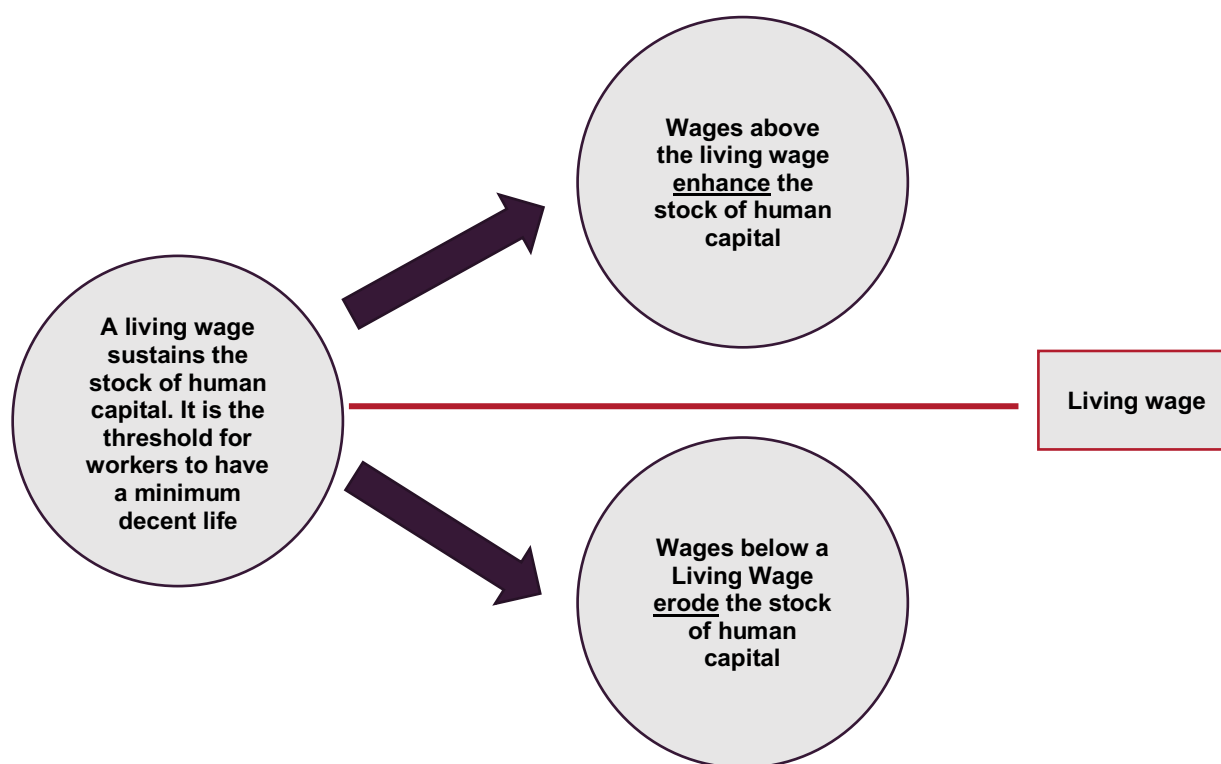 A living wage
sustains the
stock of human
capital. It is the
threshold for
workers to have
a minimum
decent life
Wages above
the living wage
enhance the
stock of human
capital
Living wage
Wages below a
Living Wage
erode the stock
of human
capital